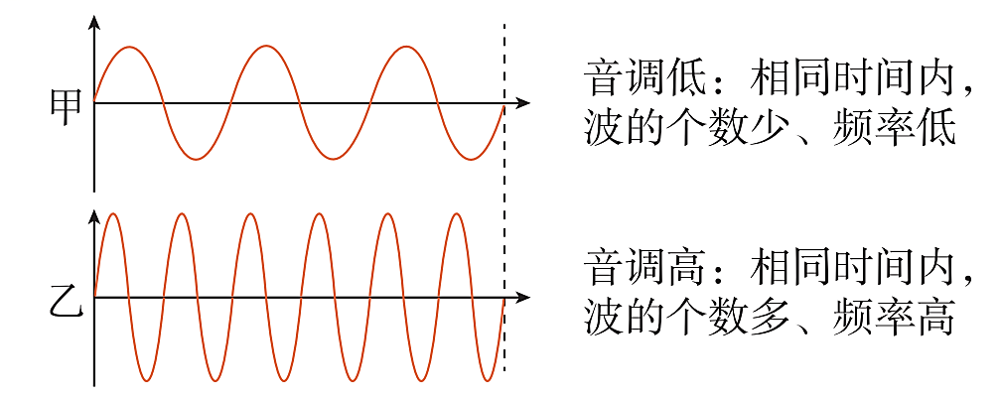 甲
音调低：相同时间内，
波的个数少、频率低
乙
音调高：相同时间内，
波的个数多、频率高